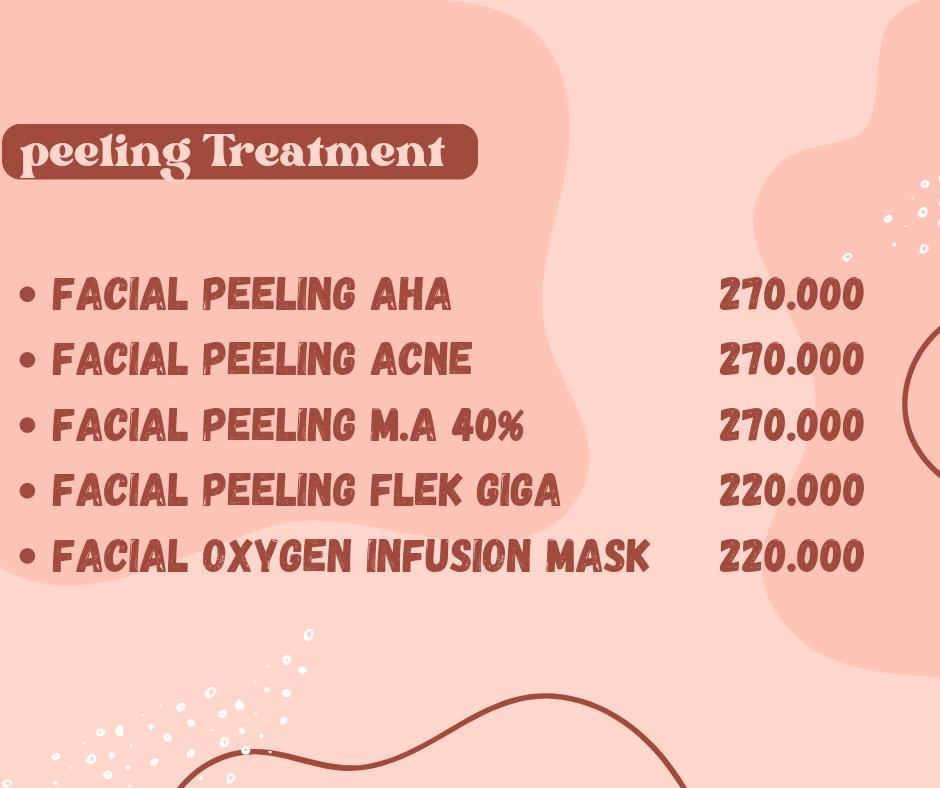 peeling Treatment
• FACIAL PEELING AHA 270.000
• FACIAL PEELING ACNE 270.000
• FACIAL PEELING M.A 40% 270.000
• FACIAL PEELING FLEK GIGA 220.000
• FACIAL OXYGEN INFUSION MASK 220.000